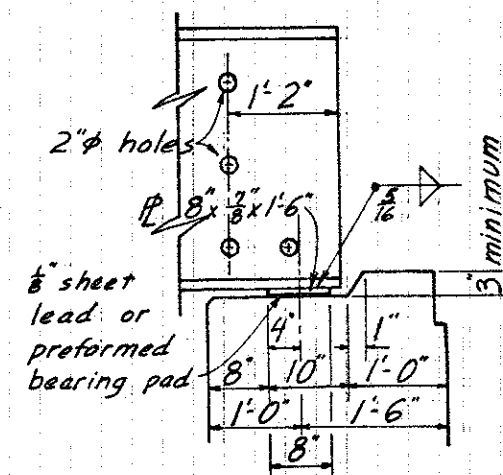 1'-2"
2"φ holes
℄ 8" x 7/8" x 1'-6"
5/16
3" minimum
1/8" sheet
lead or
preformed
bearing pad
4"
1"
8"
10"
1'-0"
1'-0"
1'-6"
8"